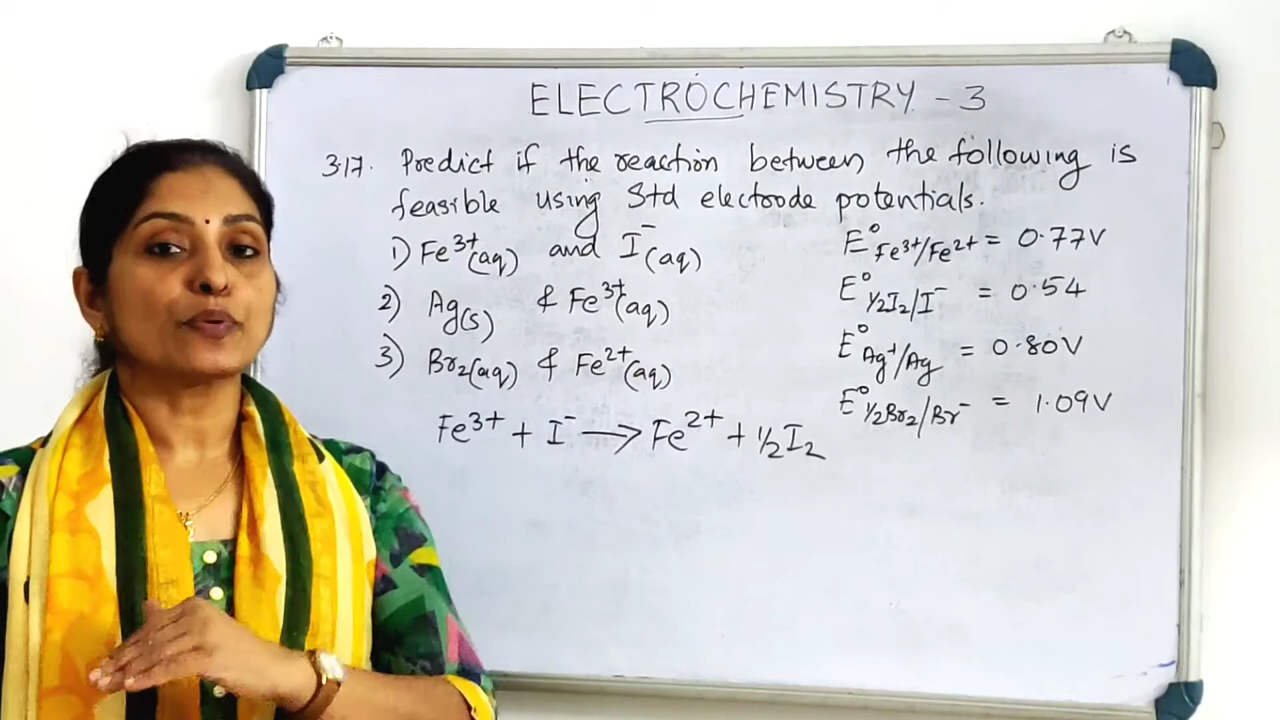 ELECTROCHEMISTRY - 3
3.17. Predict if the reaction between the following is
feasible using Std electrode potentials.
1) Fe³⁺(aq) and I⁻(aq)
2) Ag(s) & Fe³⁺(aq)
3) Br₂(aq) & Fe²⁺(aq)
Fe³⁺ + I⁻ → Fe²⁺ + ½I₂
E° Fe³⁺/Fe²⁺ = 0.77V
E° ½I₂/I⁻ = 0.54
E° Ag⁺/Ag = 0.80V
E° ½Br₂/Br⁻ = 1.09V